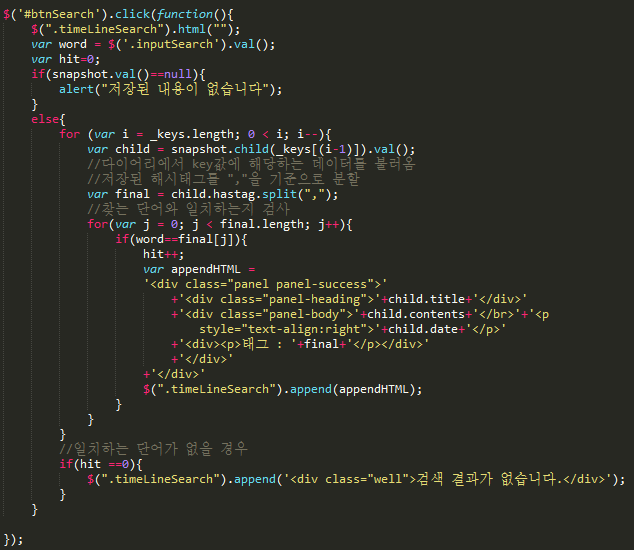 $('#btnSearch').click(function(){
    $(".timeLineSearch").html("");
    var word = $('.inputSearch').val();
    var hit=0;
    if(snapshot.val()==null){
        alert("저장된 내용이 없습니다");
    }
    else{
        for (var i = _keys.length; 0 < i; i--){
            var child = snapshot.child(_keys[(i-1)]).val();
            //다이어리에서 key값에 해당하는 데이터를 불러옴
            //저장된 해시태그를 ","을 기준으로 분할
            var final = child.hastag.split(",");
            //찾는 단어와 일치하는지 검사
            for(var j = 0; j < final.length; j++){
                if(word==final[j]){
                    hit++;
                    var appendHTML =
                    '<div class="panel panel-success">'
                        +'<div class="panel-heading">'+child.title+'</div>'
                        +'<div class="panel-body">'+child.contents+'</br>'+'<p
                            style="text-align:right">'+child.date+'</p>'
                        +'<div><p>태그 : '+final+'</p></div>'
                        +'</div>'
                    +'</div>'
                    $(".timeLineSearch").append(appendHTML);
                }
            }
        }
        //일치하는 단어가 없을 경우
        if(hit ==0){
            $(".timeLineSearch").append('<div class="well">검색 결과가 없습니다.</div>');
        }
    }
});